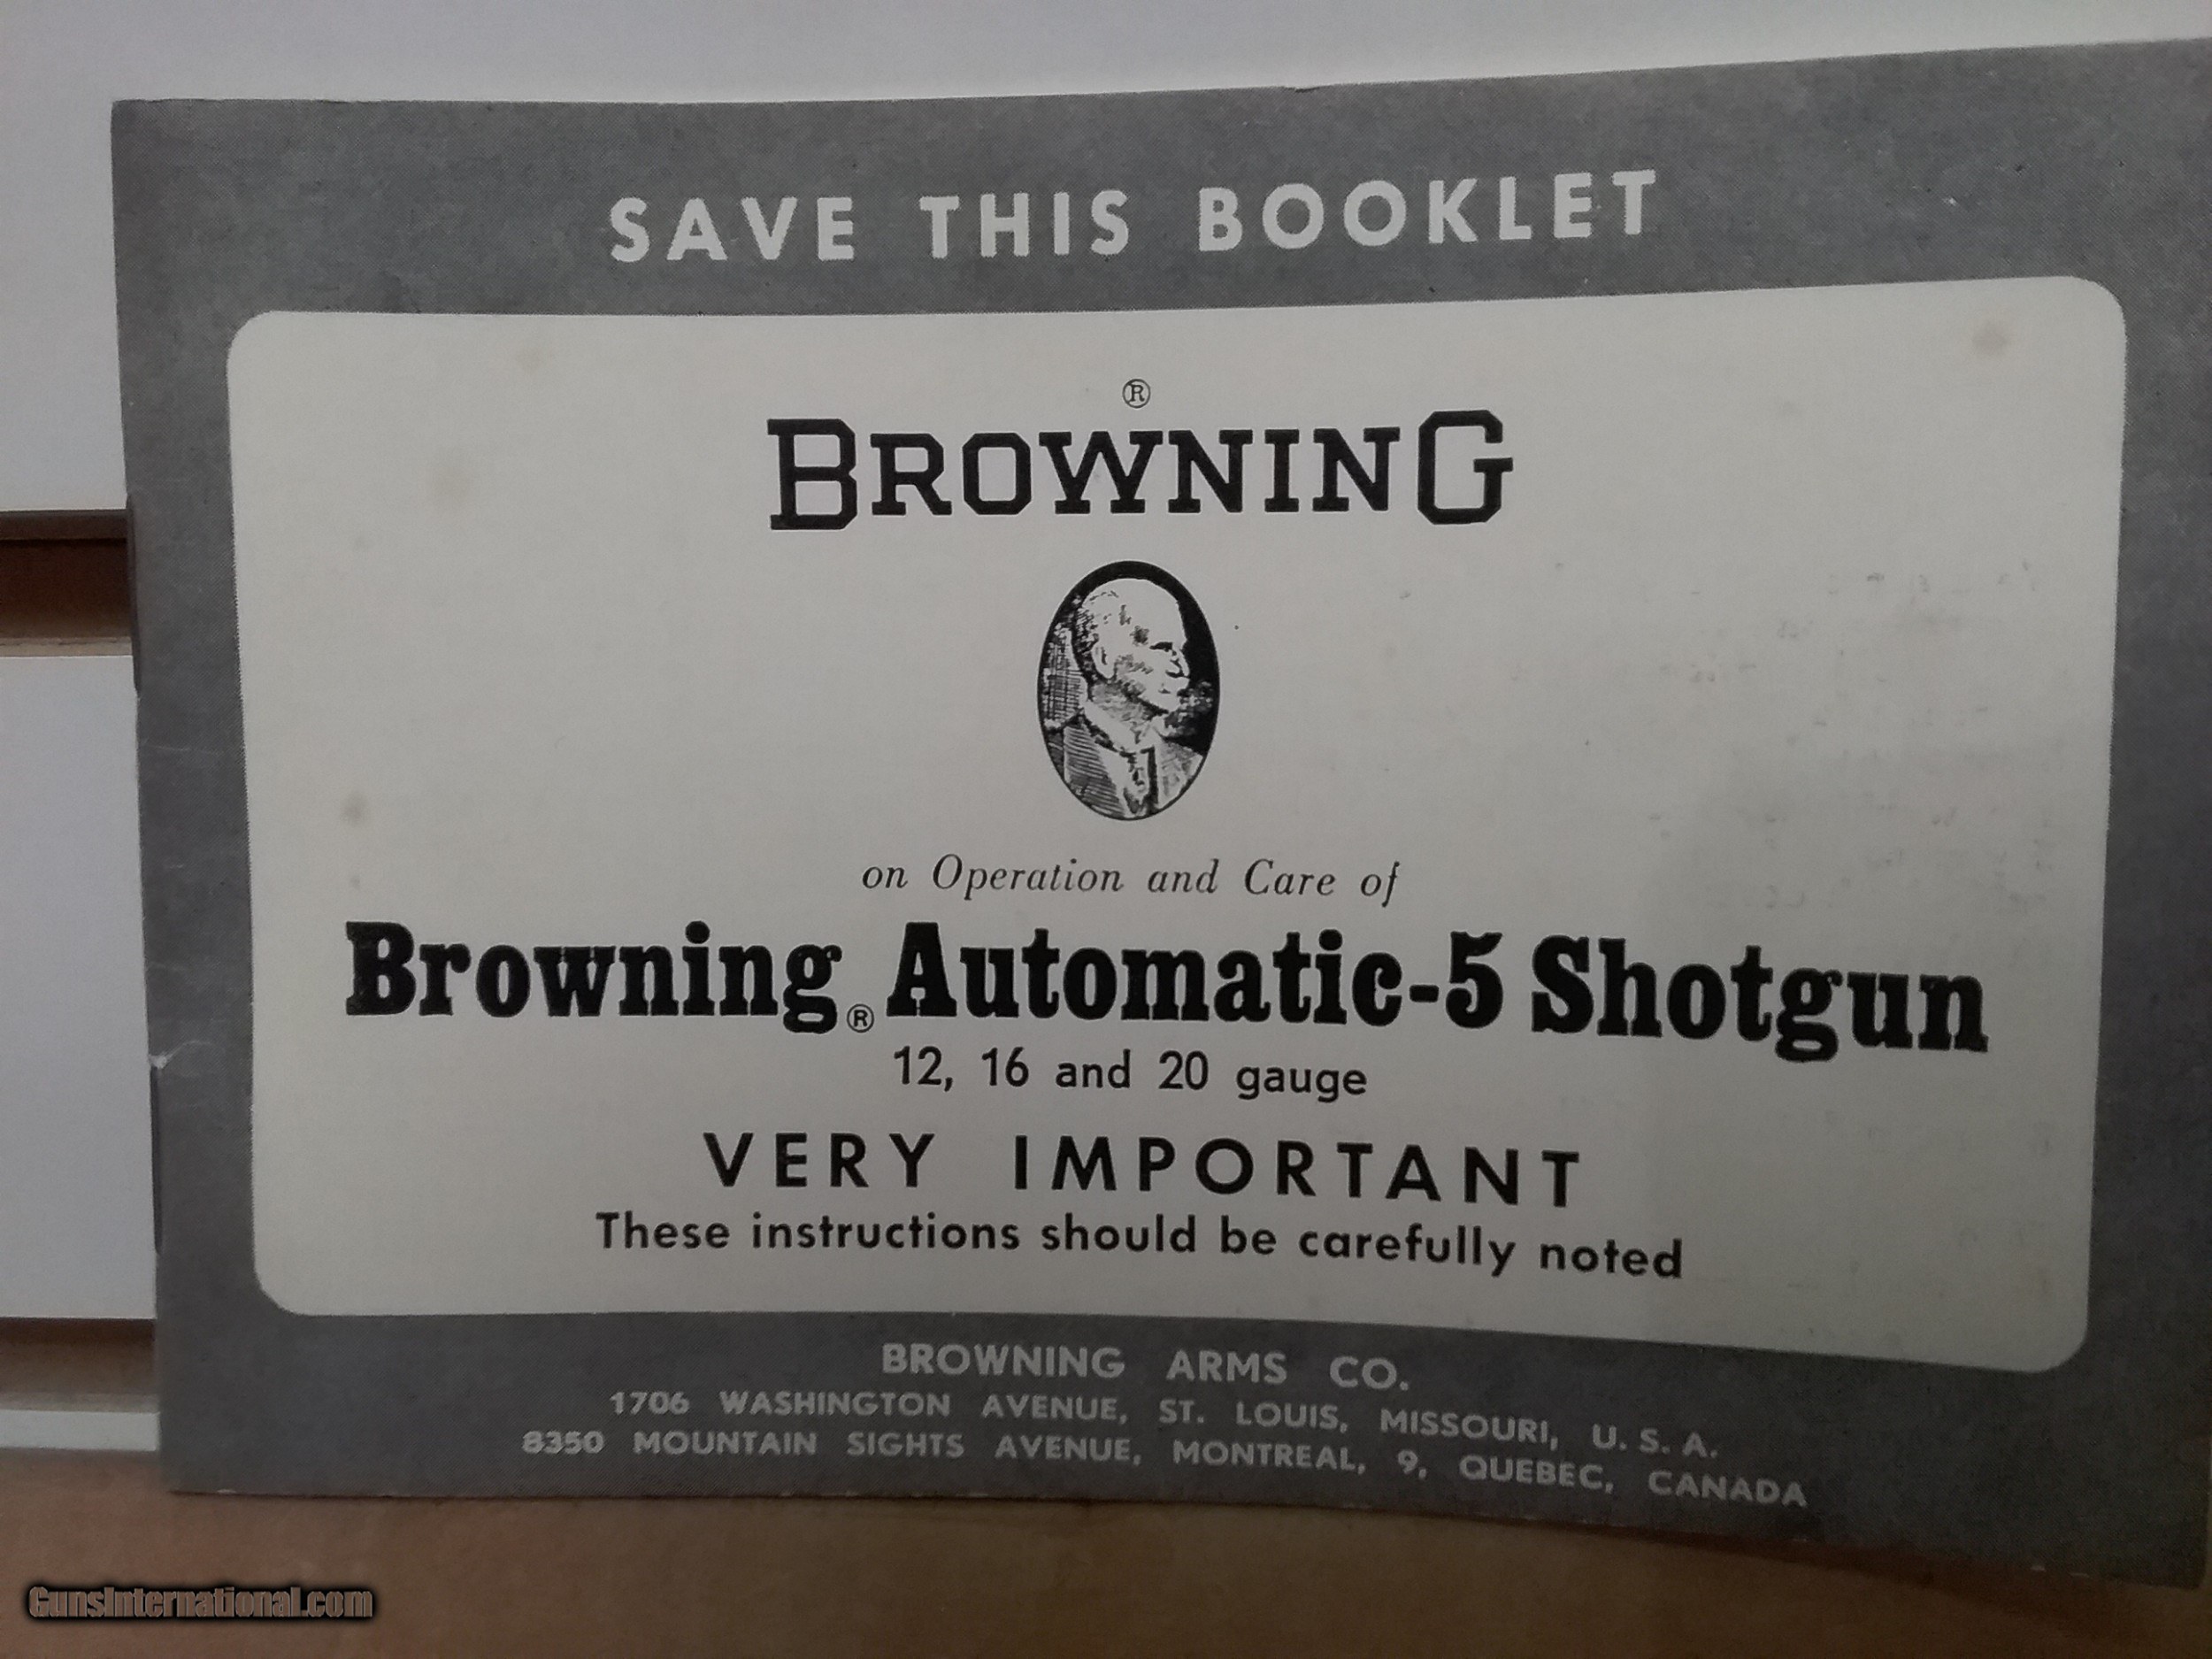 SAVE THIS BOOKLET
®
BROWNING
on Operation and Care of
Browning® Automatic-5 Shotgun
12, 16 and 20 gauge
VERY IMPORTANT
These instructions should be carefully noted
BROWNING ARMS CO.
1706 WASHINGTON AVENUE, ST. LOUIS, MISSOURI, U. S. A.
8350 MOUNTAIN SIGHTS AVENUE, MONTREAL, 9, QUEBEC, CANADA
GunsInternational.com